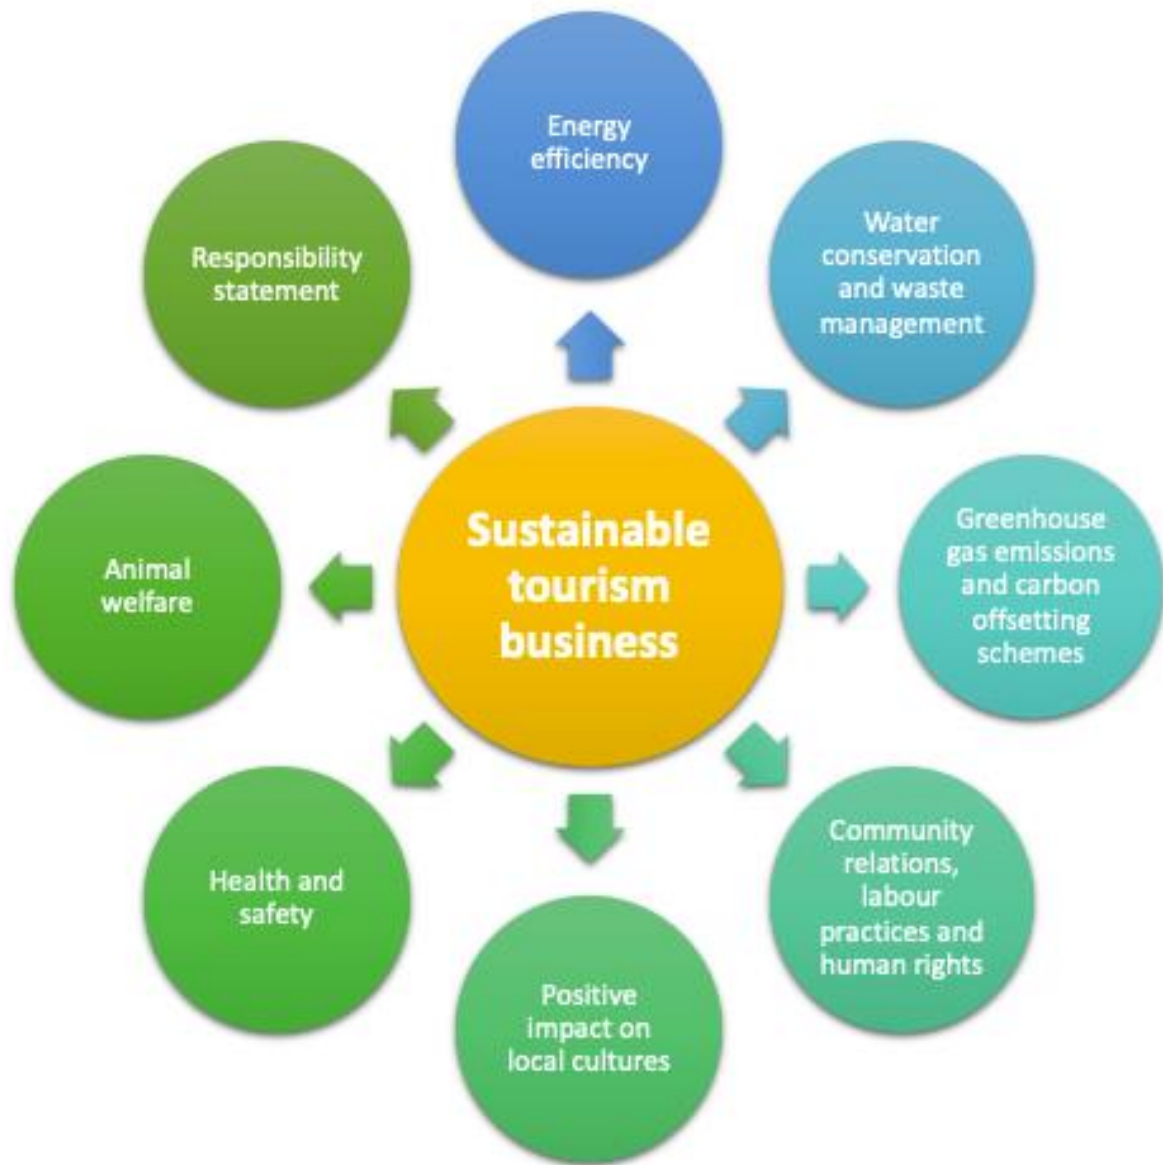 Energy
efficiency
Water
conservation
and waste
management
Greenhouse
gas emissions
and carbon
offsetting
schemes
Community
relations,
labour
practices and
human rights
Positive
impact on
local cultures
Health and
safety
Animal
welfare
Responsibility
statement
Sustainable
tourism
business